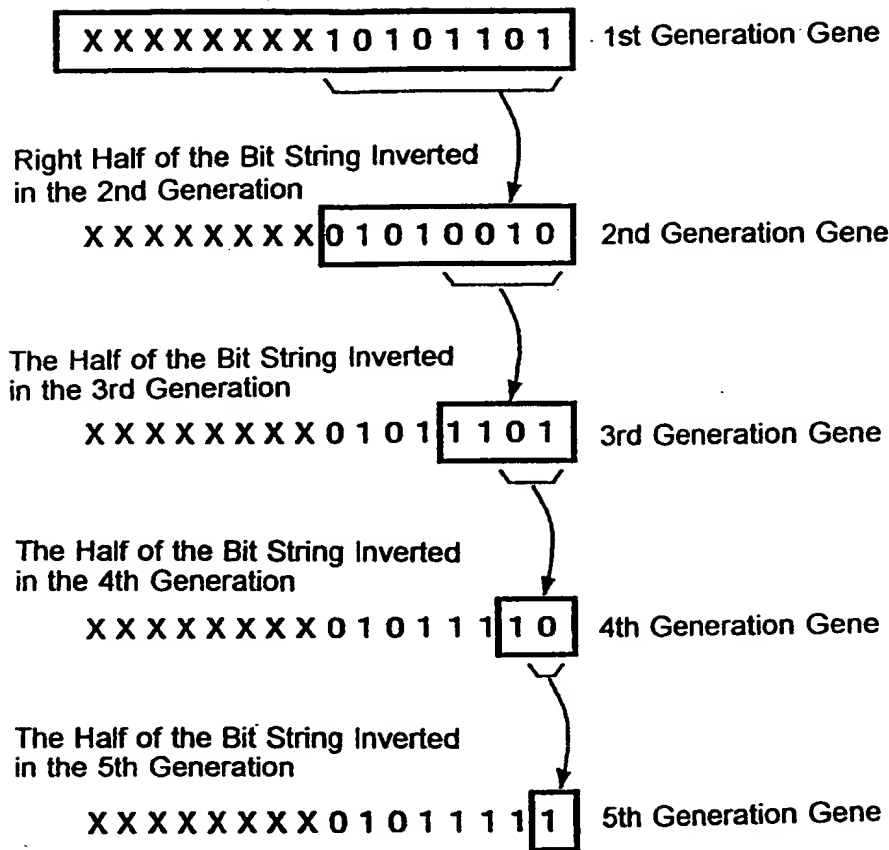 X X X X X X X X 1 0 1 0 1 1 0 1 1st Generation Gene
Right Half of the Bit String Inverted
in the 2nd Generation
X X X X X X X X 0 1 0 1 0 0 1 0 2nd Generation Gene
The Half of the Bit String Inverted
in the 3rd Generation
X X X X X X X X 0 1 0 1 1 1 0 1 3rd Generation Gene
The Half of the Bit String Inverted
in the 4th Generation
X X X X X X X X 0 1 0 1 1 1 1 0 4th Generation Gene
The Half of the Bit String Inverted
in the 5th Generation
X X X X X X X X 0 1 0 1 1 1 1 1 5th Generation Gene